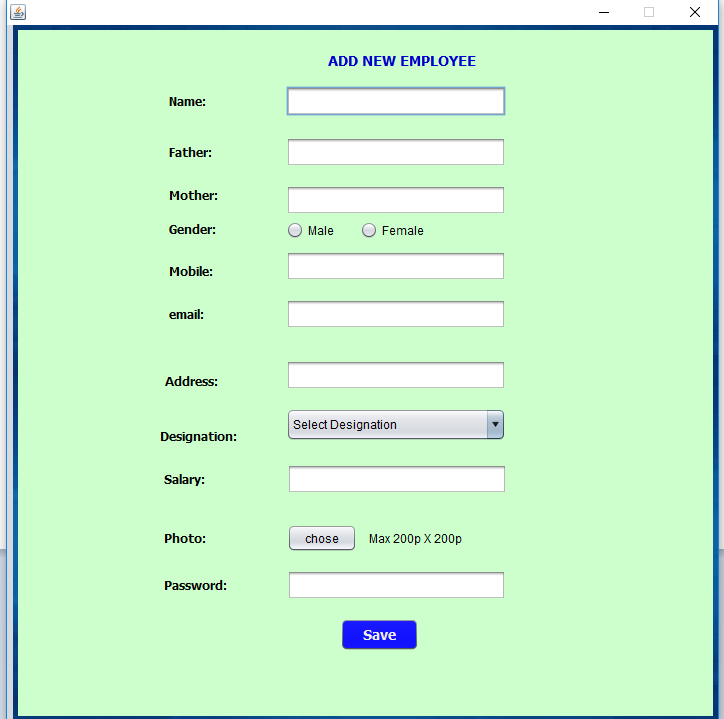 ADD NEW EMPLOYEE
Name:
Father:
Mother:
Gender: Male Female
Mobile:
email:
Address:
Designation: Select Designation
Salary:
Photo: chose Max 200p X 200p
Password:
Save